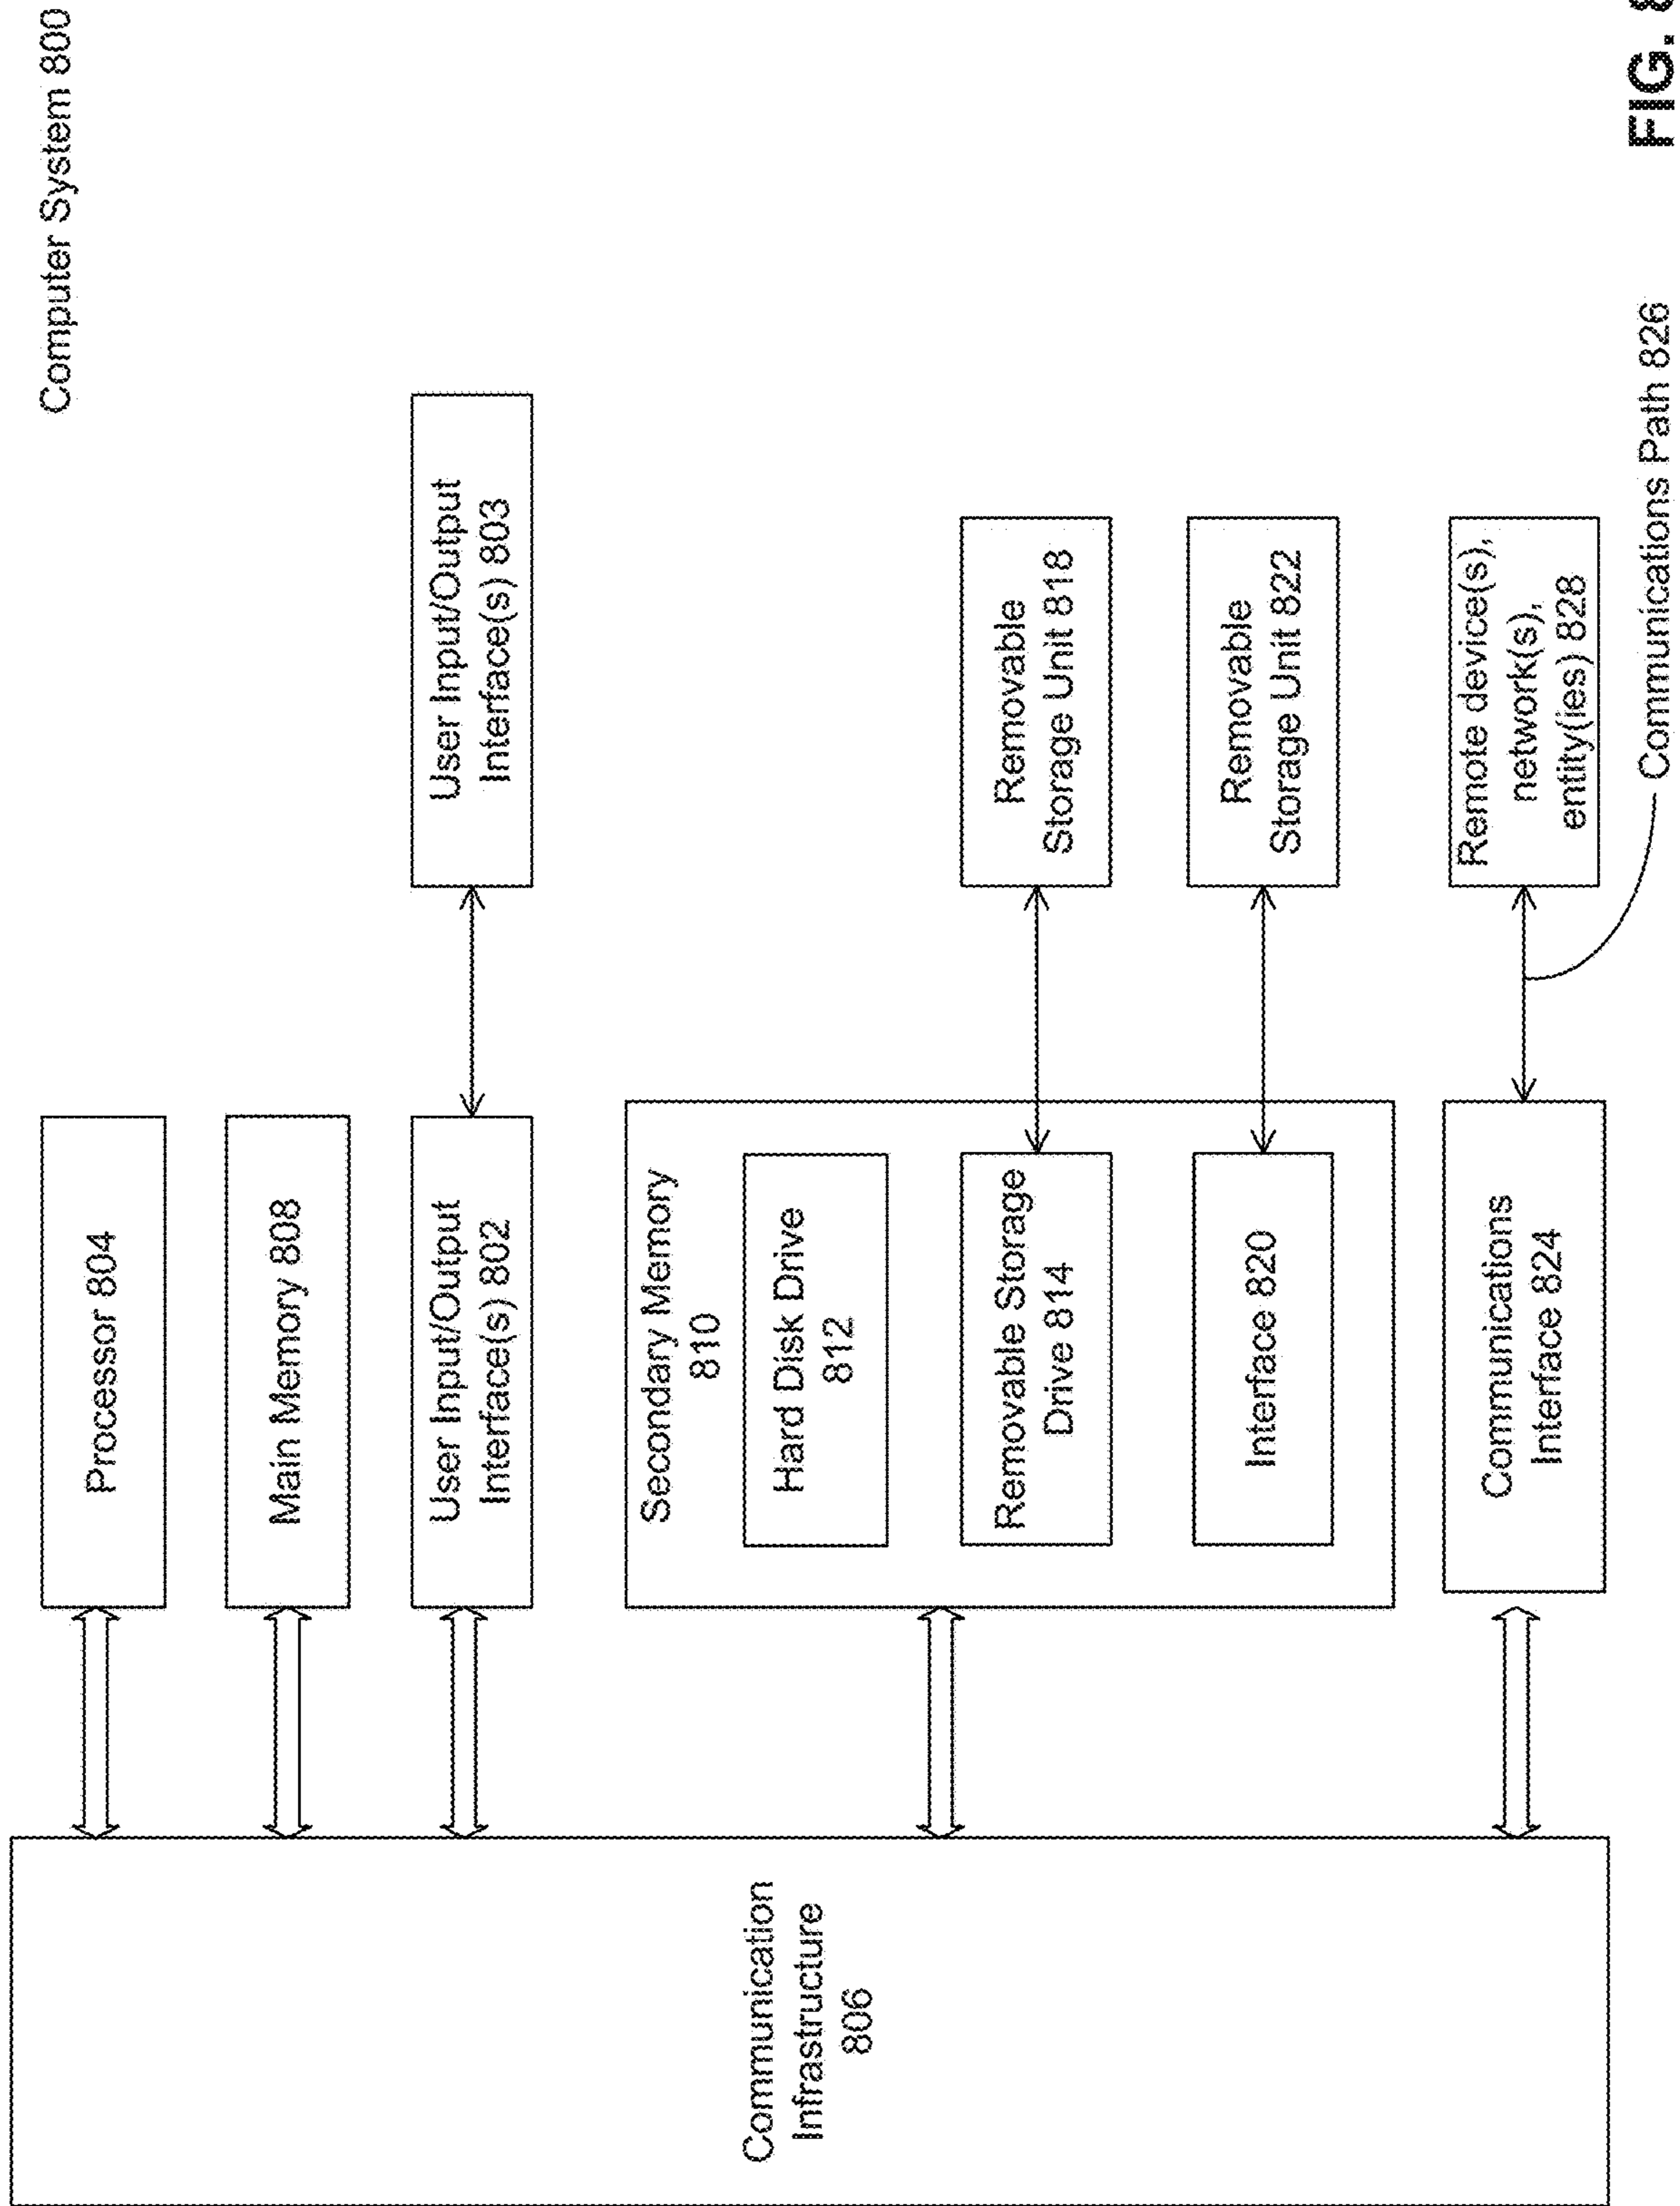 Computer System 800
Processor 804
Main Memory 808
User Input/Output
Interface(s) 802
User Input/Output
Interface(s) 803
Communication
Infrastructure
806
Secondary Memory
810
Hard Disk Drive
812
Removable Storage
Drive 814
Removable
Storage Unit 818
Interface 820
Removable
Storage Unit 822
Communications
Interface 824
Remote device(s),
network(s),
entity(ies) 828
Communications Path 826
FIG. 8